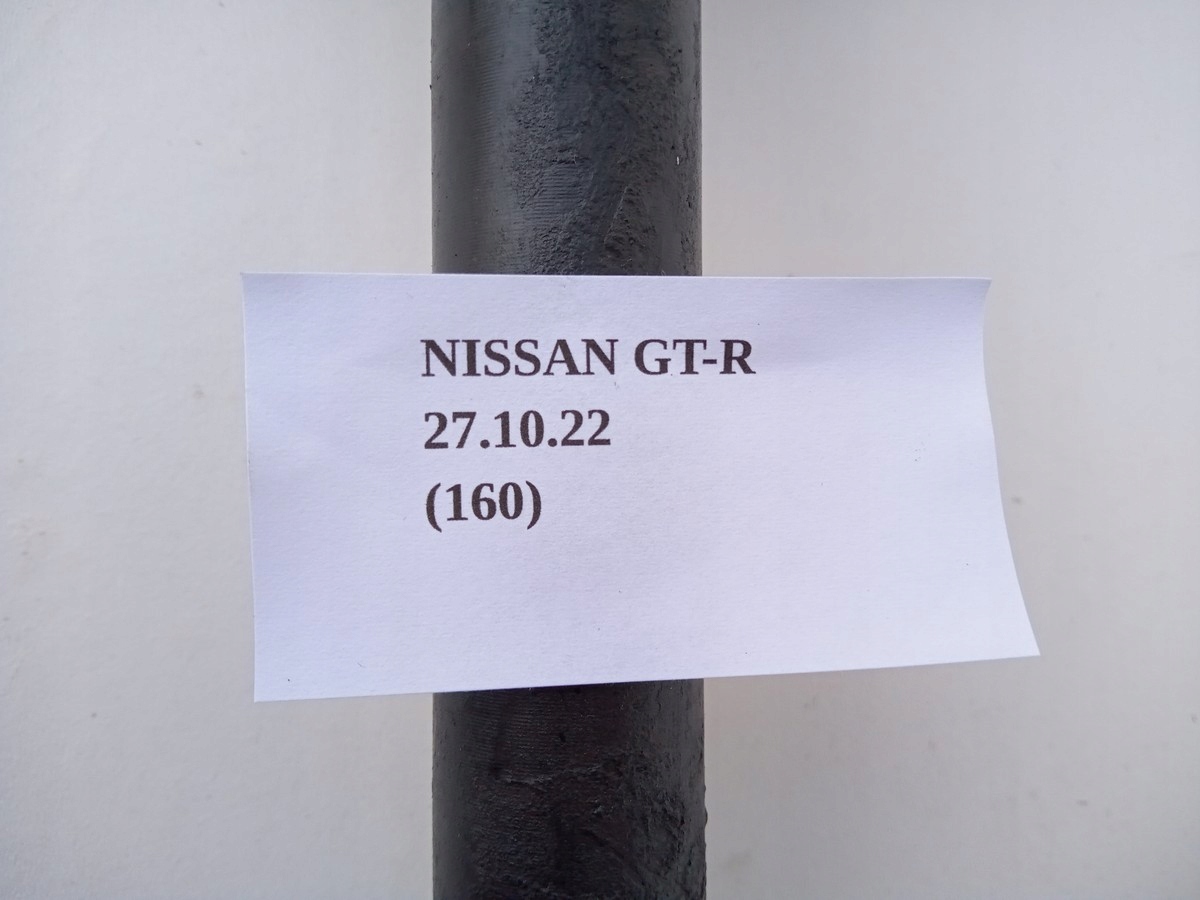 NISSAN GT-R
27.10.22
(160)